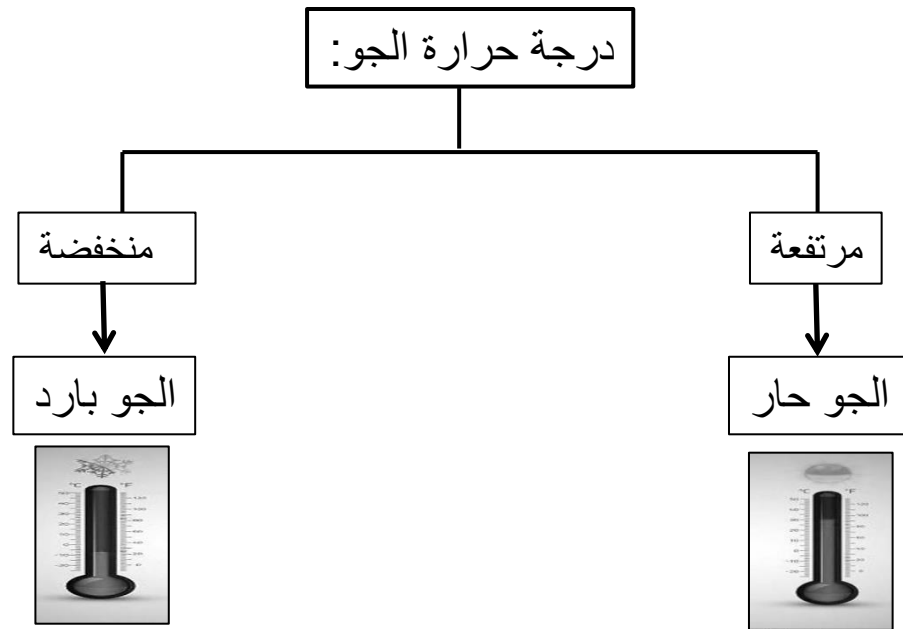 درجة حرارة الجو:
مرتفعة
منخفضة
الجو حار
الجو بارد
°C °F
°C °F